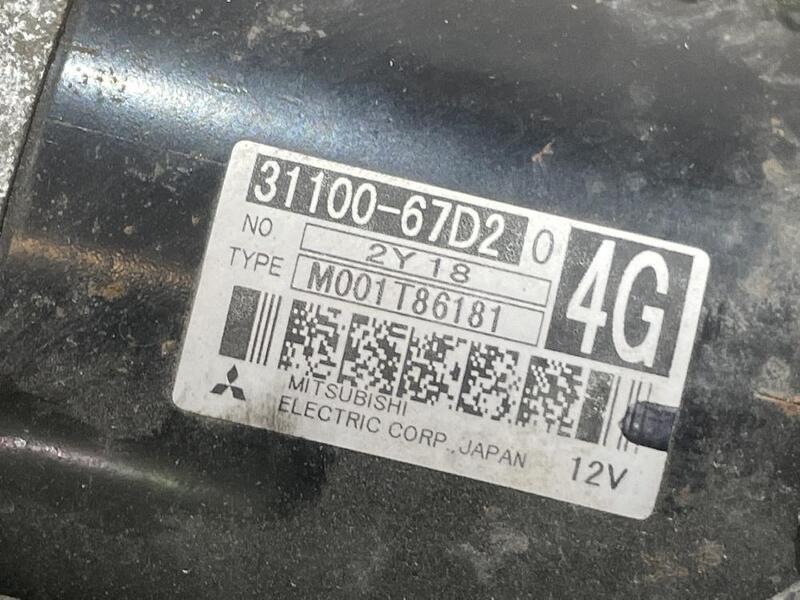 31100-67D2 0
4G
NO 2Y18
TYPE M001T86181
MITSUBISHI
ELECTRIC CORP. JAPAN
12V